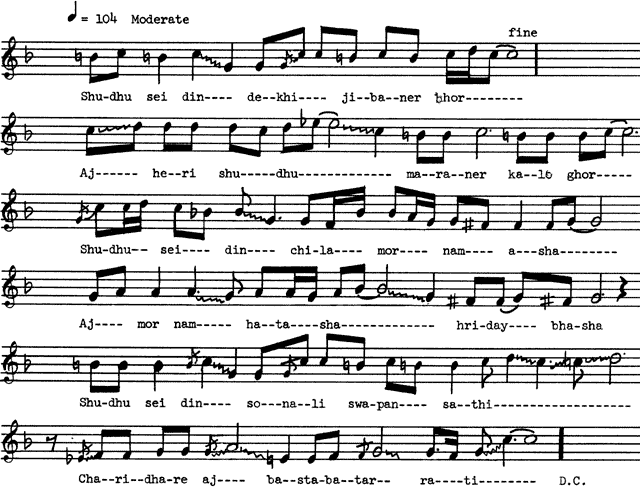 ♩ = 104 Moderate
fine
Shu-dhu sei din---- de--khi---- ji-ba--ner bhor--------
Aj------ he--ri shu----dhu-------------- ma--ra--ner ka--lo ghor-----
Shu-dhu-- sei---- din---- chi-la---- mor---- nam---- a-sha--------
Aj---- mor nam----- ha--ta---sha-------------- hri-day---- bha-sha
Shu-dhu sei din---- so--na--li swa-pan---- sa--thi------------------
Cha--ri--dha-re aj---- ba--sta-ba--tar-- ra----ti-------- D.C.